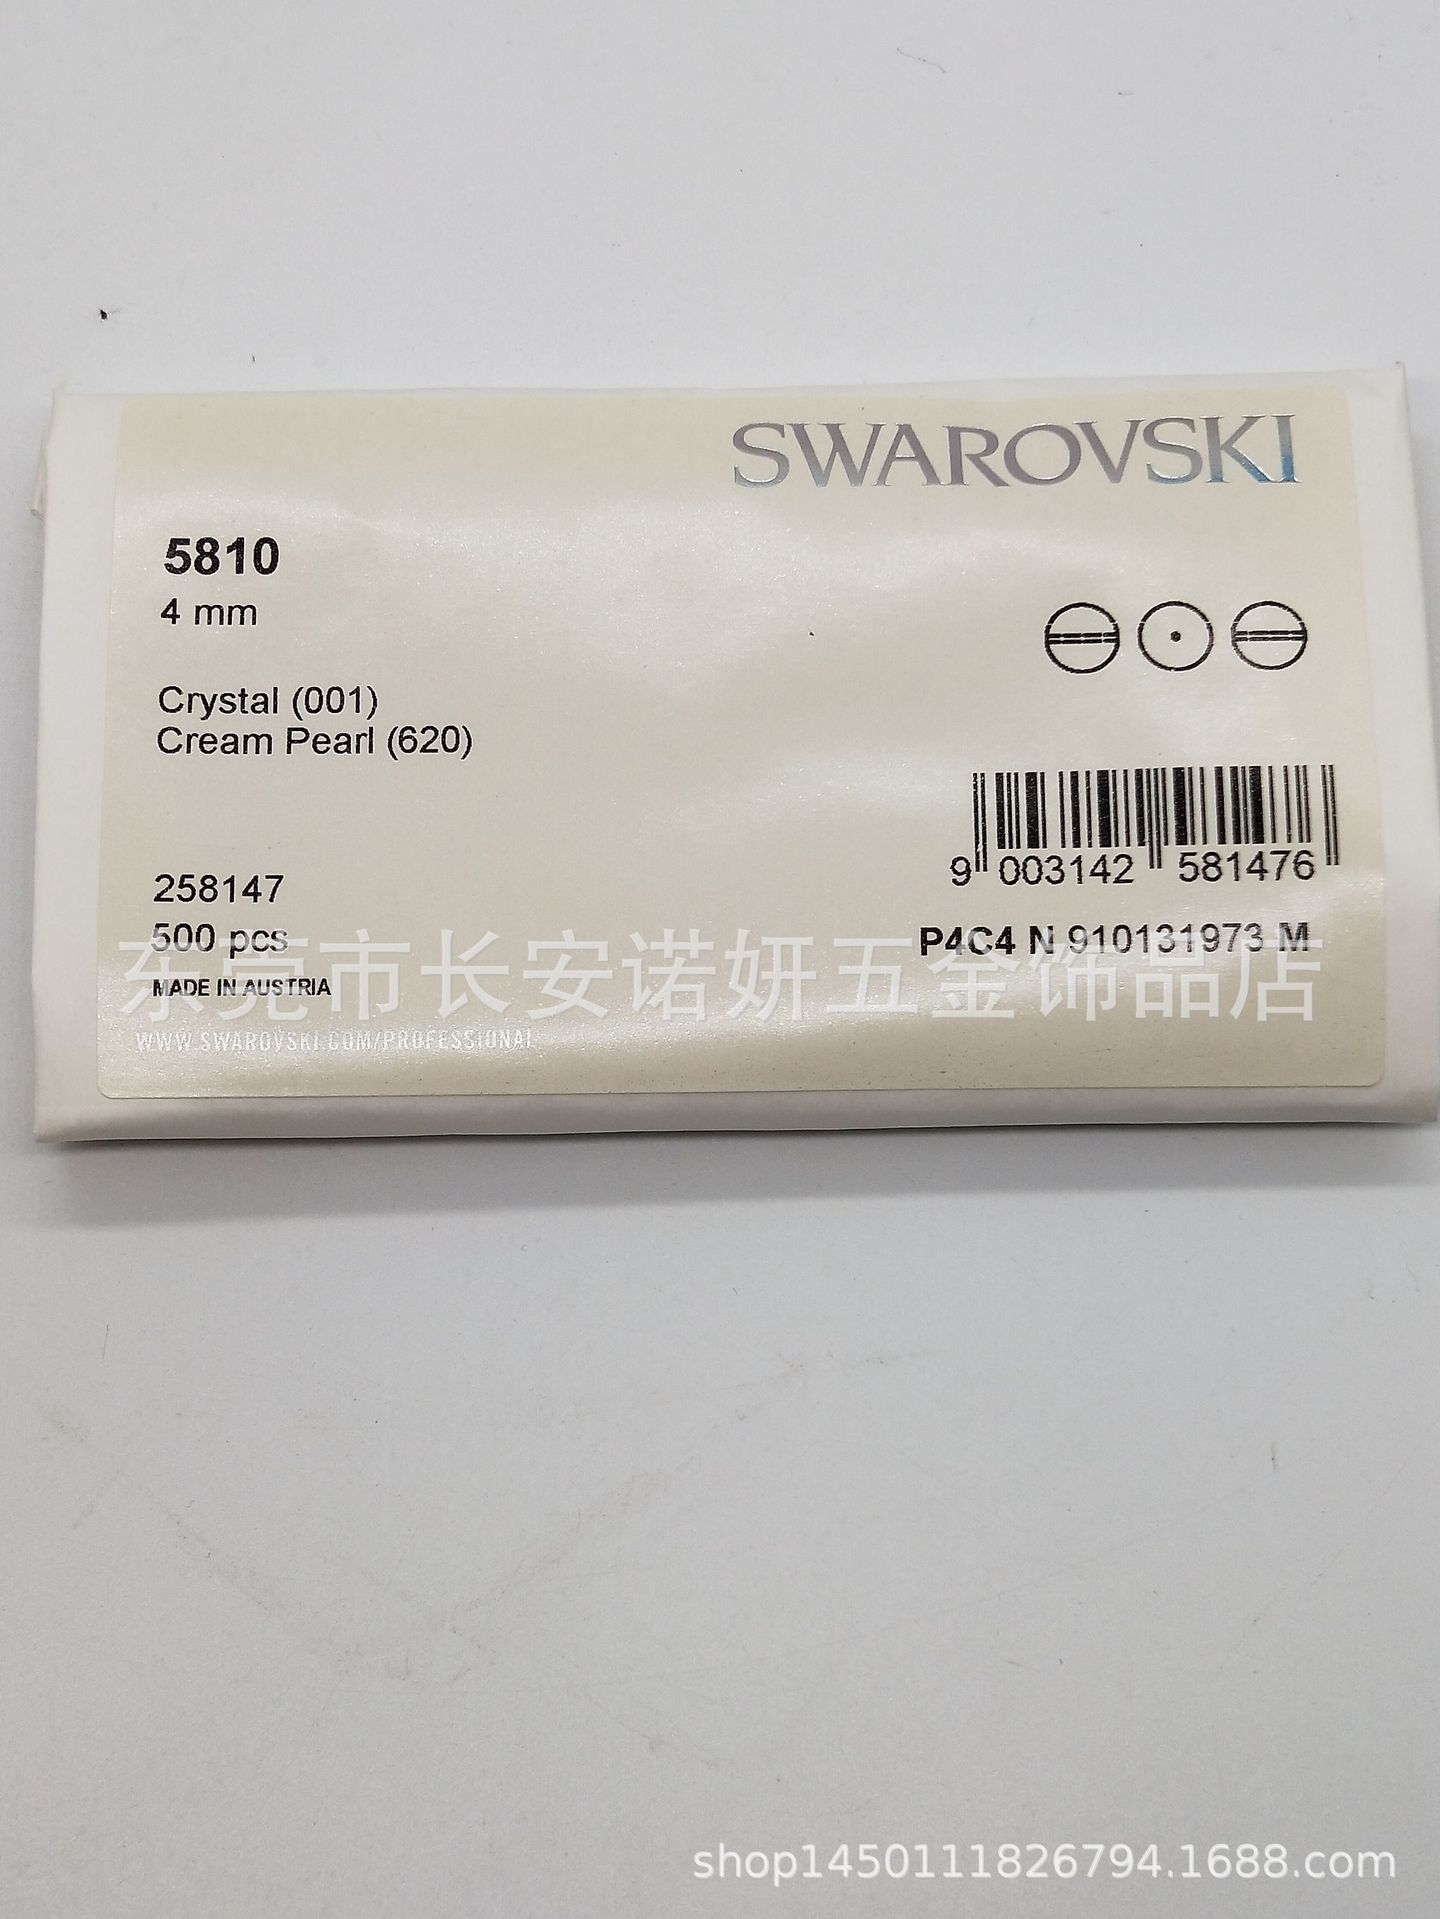 SWAROVSKI
5810
4 mm
Crystal (001)
Cream Pearl (620)
9 003142 581476
258147
500 pcs
P4C4 N 910131973 M
东莞市长安诺妍五金饰品店
MADE IN AUSTRIA
WWW.SWAROVSKI.COM/PROFESSIONAL
shop1450111826794.1688.com